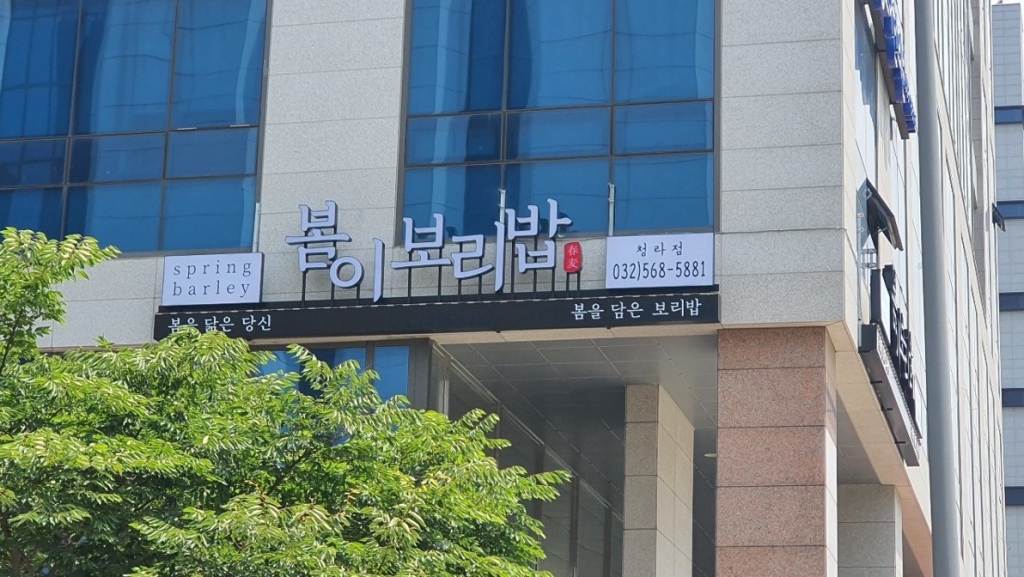 spring
barley
봄이 보리밥
春麦
청라점
032)568-5881
봄을 닮은 당신
봄을 담은 보리밥